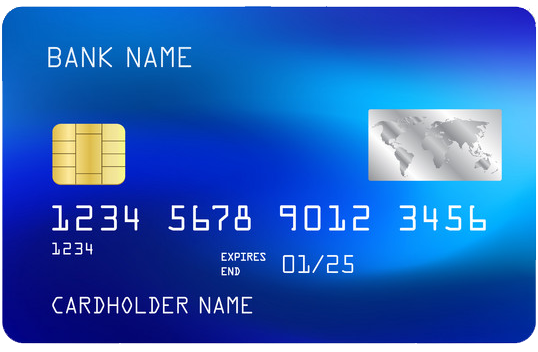 BANK NAME
1234 5678 9012 3456
1234
EXPIRES
END
01/25
CARDHOLDER NAME